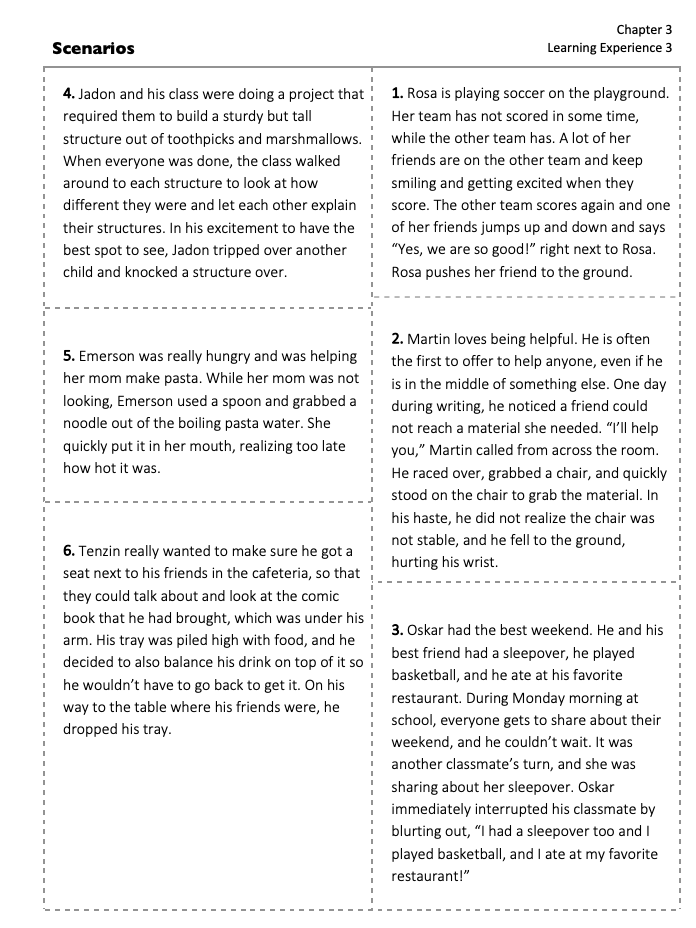 Chapter 3
Scenarios
Learning Experience 3
4. Jadon and his class were doing a project that
required them to build a sturdy but tall
structure out of toothpicks and marshmallows.
When everyone was done, the class walked
around to each structure to look at how
different they were and let each other explain
their structures. In his excitement to have the
best spot to see, Jadon tripped over another
child and knocked a structure over.
5. Emerson was really hungry and was helping
her mom make pasta. While her mom was not
looking, Emerson used a spoon and grabbed a
noodle out of the boiling pasta water. She
quickly put it in her mouth, realizing too late
how hot it was.
6. Tenzin really wanted to make sure he got a
seat next to his friends in the cafeteria, so that
they could talk about and look at the comic
book that he had brought, which was under his
arm. His tray was piled high with food, and he
decided to also balance his drink on top of it so
he wouldn’t have to go back to get it. On his
way to the table where his friends were, he
dropped his tray.
1. Rosa is playing soccer on the playground.
Her team has not scored in some time,
while the other team has. A lot of her
friends are on the other team and keep
smiling and getting excited when they
score. The other team scores again and one
of her friends jumps up and down and says
“Yes, we are so good!” right next to Rosa.
Rosa pushes her friend to the ground.
2. Martin loves being helpful. He is often
the first to offer to help anyone, even if he
is in the middle of something else. One day
during writing, he noticed a friend could
not reach a material she needed. “I’ll help
you,” Martin called from across the room.
He raced over, grabbed a chair, and quickly
stood on the chair to grab the material. In
his haste, he did not realize the chair was
not stable, and he fell to the ground,
hurting his wrist.
3. Oskar had the best weekend. He and his
best friend had a sleepover, he played
basketball, and he ate at his favorite
restaurant. During Monday morning at
school, everyone gets to share about their
weekend, and he couldn’t wait. It was
another classmate’s turn, and she was
sharing about her sleepover. Oskar
immediately interrupted his classmate by
blurting out, “I had a sleepover too and I
played basketball, and I ate at my favorite
restaurant!”